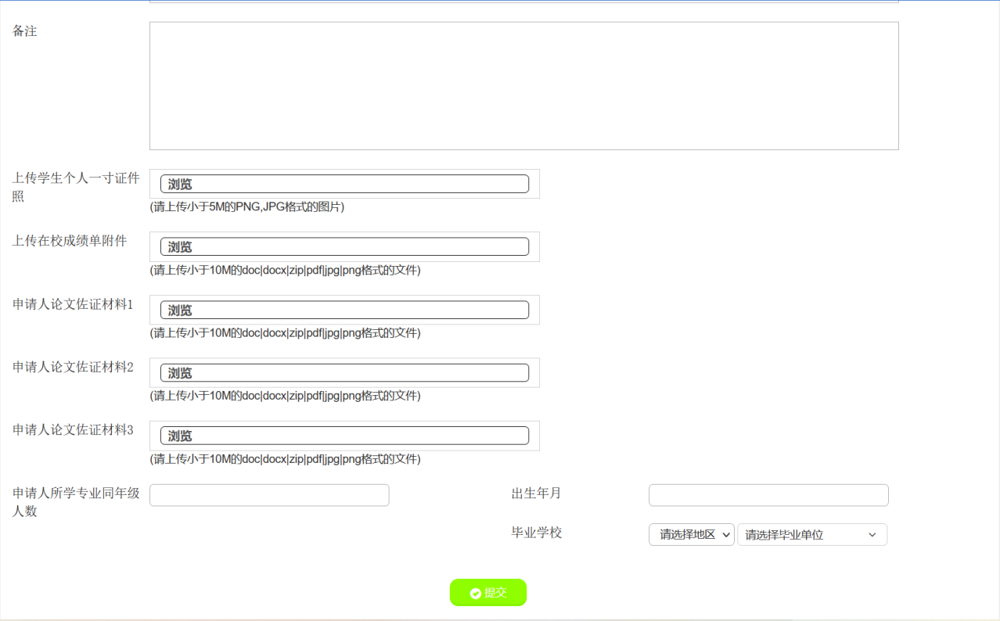 备注
上传学生个人一寸证件
照
浏览
(请上传小于5M的PNG,JPG格式的图片)
上传在校成绩单附件
浏览
(请上传小于10M的doc|docx|zip|pdf|jpg|png格式的文件)
申请人论文佐证材料1
浏览
(请上传小于10M的doc|docx|zip|pdf|jpg|png格式的文件)
申请人论文佐证材料2
浏览
(请上传小于10M的doc|docx|zip|pdf|jpg|png格式的文件)
申请人论文佐证材料3
浏览
(请上传小于10M的doc|docx|zip|pdf|jpg|png格式的文件)
申请人所学专业同年级
人数
出生年月
毕业学校
请选择地区
请选择毕业单位
提交